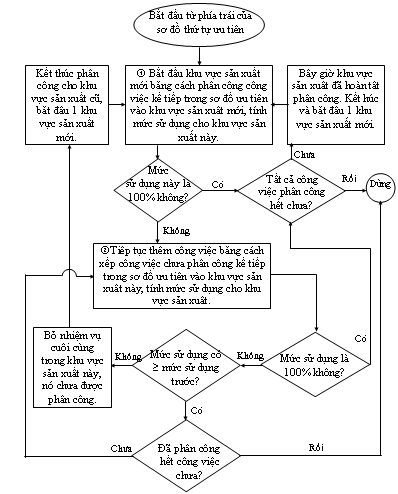 Bắt đầu từ phía trái của
sơ đồ thứ tự ưu tiên
Kết thúc phân
công cho khu
vực sản xuất cũ,
bắt đầu 1 khu
vực sản xuất
mới.
① Bắt đầu khu vực sản xuất
mới bằng cách phân công công
việc kế tiếp trong sơ đồ ưu tiên
vào khu vực sản xuất mới, tính
mức sử dụng cho khu vực sản
xuất này.
Bây giờ khu vực
sản xuất đã hoàn tất
phân công. Kết húc
và bắt đầu 1 khu
vực sản xuất mới.
Chưa
Mức
sử dụng này là
100% không?
Có
Tất cả công
việc phân công
hết chưa?
Rồi
Dừng
Không
②Tiếp tục thêm công việc bằng cách
xếp công việc chưa phân công kế tiếp
trong sơ đồ ưu tiên vào khu vực sản
xuất này, tính mức sử dụng cho khu
vực sản xuất.
Có
Bỏ nhiệm vụ
cuối cùng
trong khu vực
sản xuất này,
nó chưa được
phân công.
Không
Mức sử dụng có
≥ mức sử dụng
trước?
Không
Mức sử dụng là
100% không?
Có
Chưa
Đã phân công
hết công việc
chưa?
Rồi